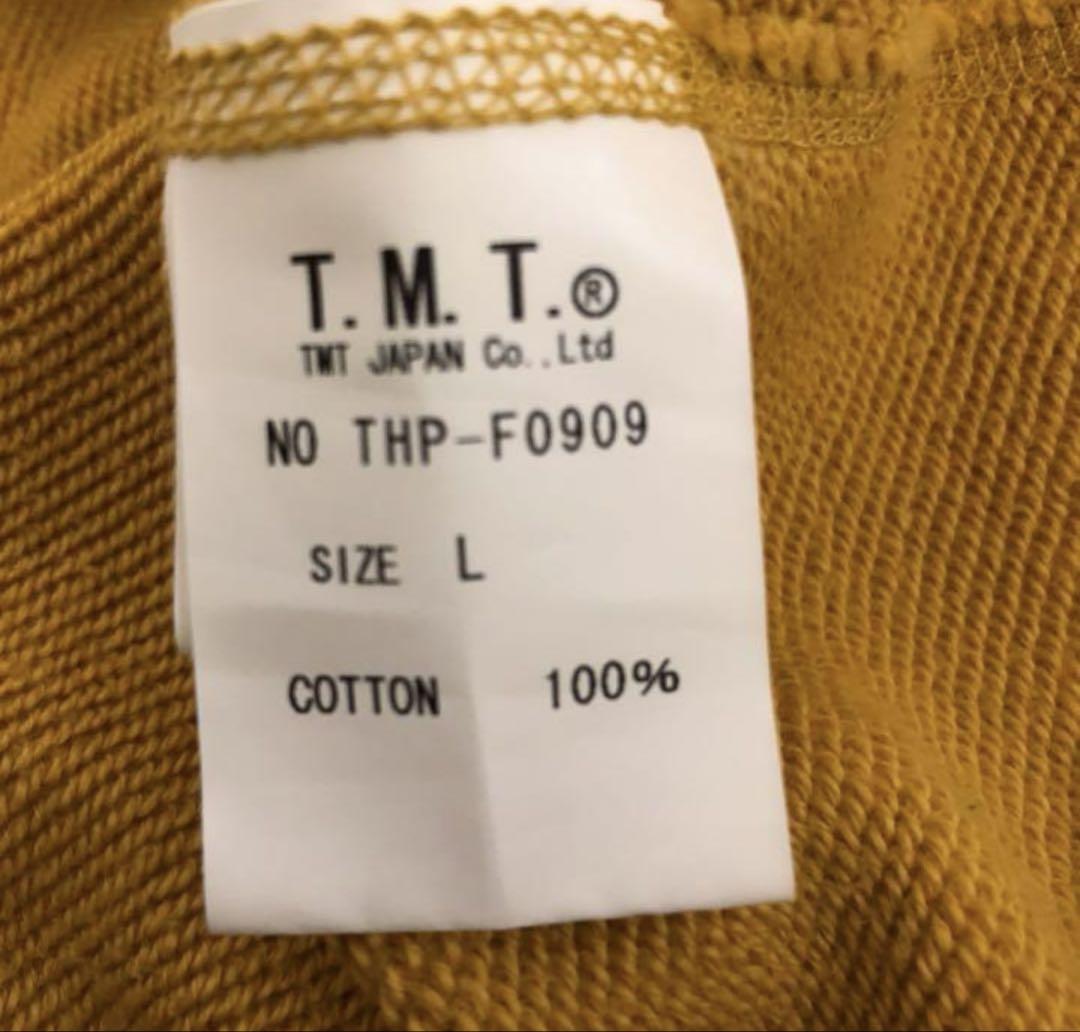 T.M.T.®
TMT JAPAN Co.,Ltd
NO THP-F0909
SIZE L
COTTON 100%